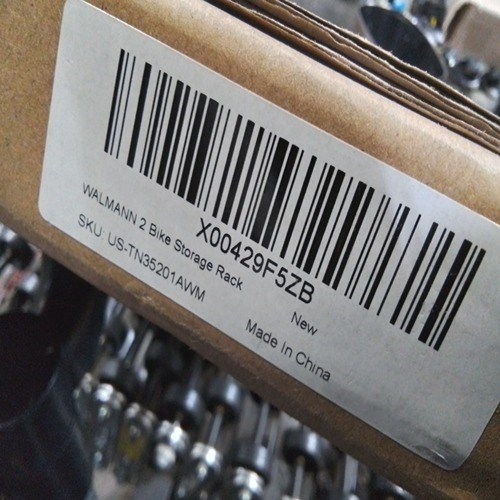 X00429F5ZB
WALMANN 2 Bike Storage Rack
New
SKU: US-TN35201AWM
Made In China